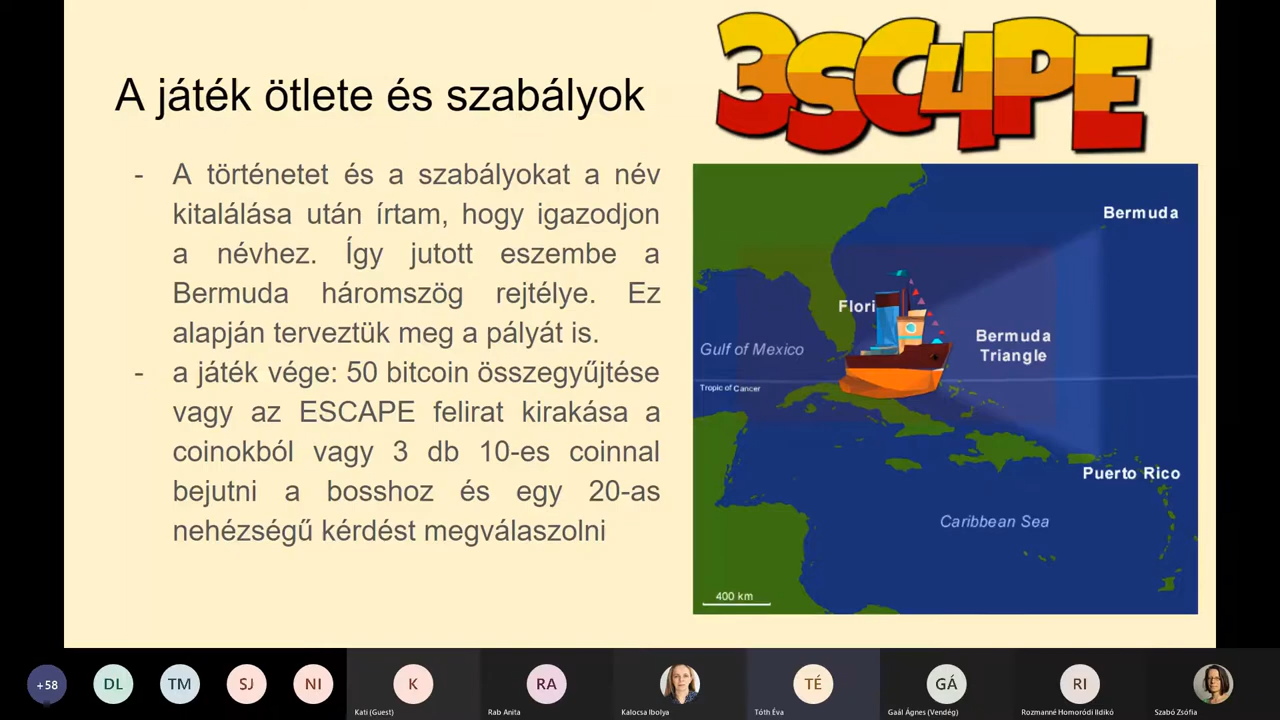 3SC4PE
A játék ötlete és szabályok
- A történetet és a szabályokat a név
kitalálása után írtam, hogy igazodjon
a névhez. Így jutott eszembe a
Bermuda háromszög rejtélye. Ez
alapján terveztük meg a pályát is.
- a játék vége: 50 bitcoin összegyűjtése
vagy az ESCAPE felirat kirakása a
coinokból vagy 3 db 10-es coinnal
bejutni a bosshoz és egy 20-as
nehézségű kérdést megválaszolni
Bermuda
Flori
Bermuda
Triangle
Gulf of Mexico
Tropic of Cancer
Puerto Rico
Caribbean Sea
400 km
+58
DL
TM
SJ
NI
K
Kati (Guest)
RA
Rab Anita
Kalocsa Ibolya
TÉ
Tóth Éva
GÁ
Gaál Ágnes (Vendég)
RI
Rozmanné Homoródi Ildikó
Szabó Zsófia